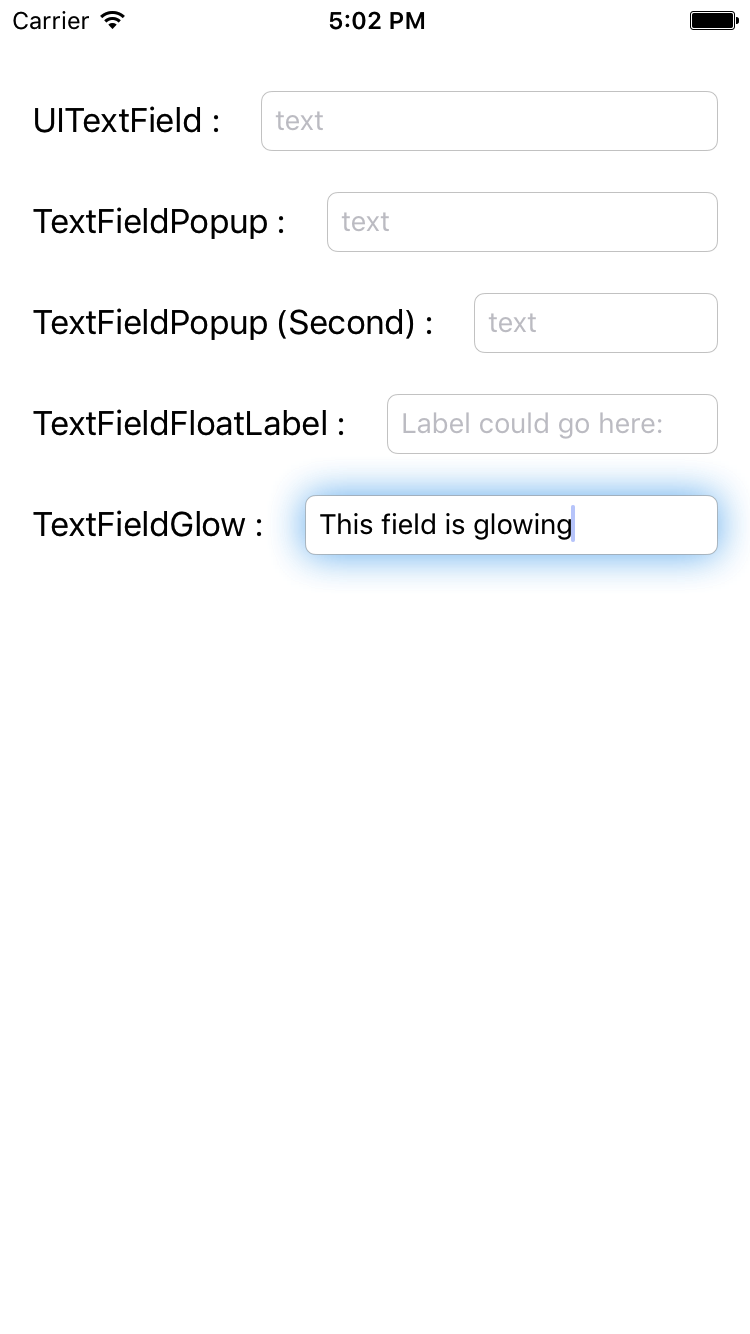 Carrier 5:02 PM
UITextField : text
TextFieldPopup : text
TextFieldPopup (Second) : text
TextFieldFloatLabel : Label could go here:
TextFieldGlow : This field is glowing